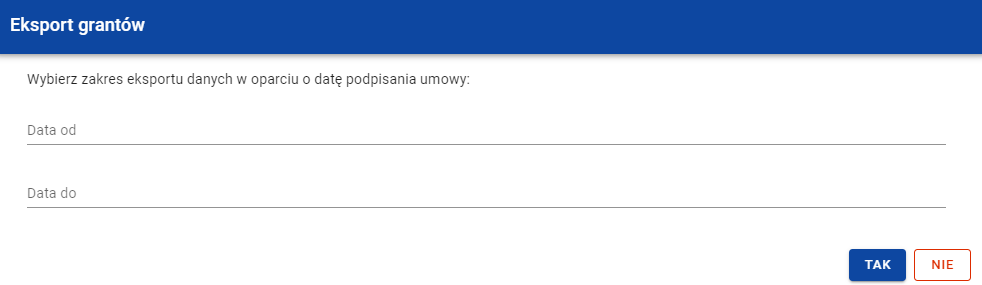 Eksport grantów
Wybierz zakres eksportu danych w oparciu o datę podpisania umowy:
Data od
Data do
TAK NIE